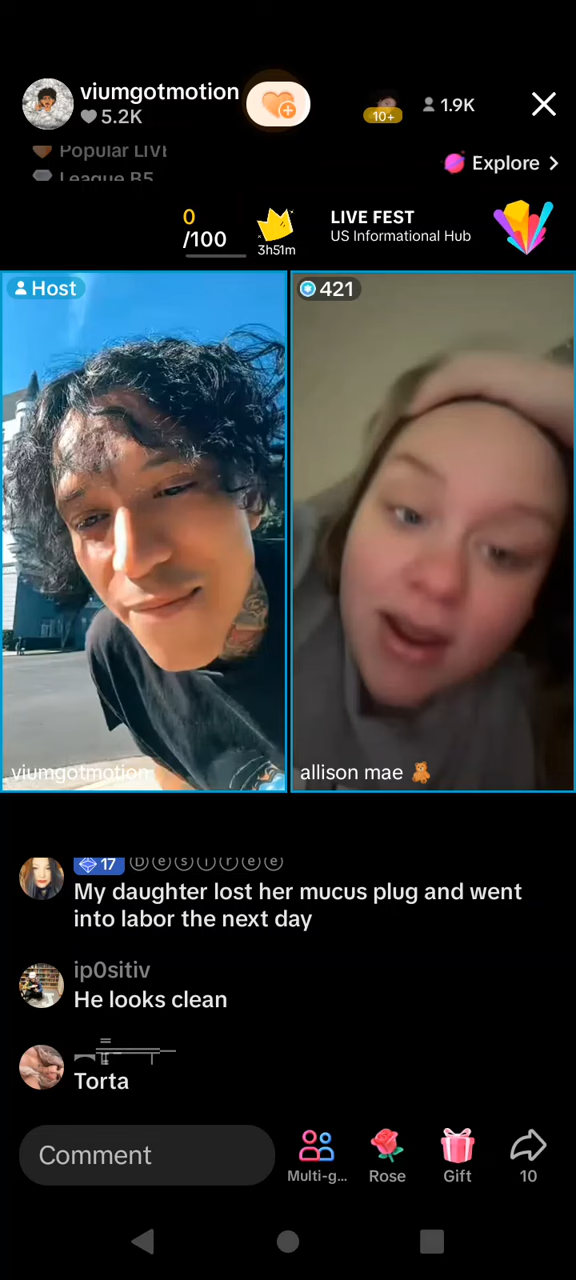 viumgotmotion
5.2K
10+
1.9K
Popular LIVE
League B5
Explore >
0
/100
3h51m
LIVE FEST
US Informational Hub
Host
421
viumgotmotion
allison mae 🧸
17 ⒹⒺⓢⓘⓡⓔⓔ
My daughter lost her mucus plug and went
into labor the next day
ip0sitiv
He looks clean
Torta
Comment
Multi-g...
Rose
Gift
10